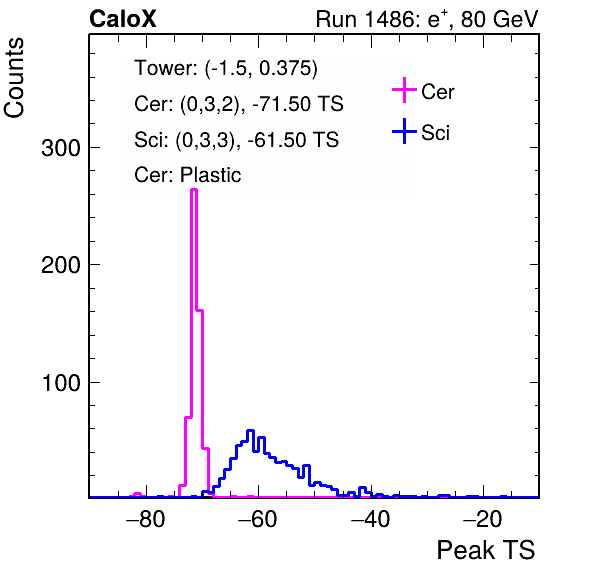 CaloX Run 1486: e⁺, 80 GeV
Counts
Tower: (-1.5, 0.375)
Cer: (0,3,2), -71.50 TS
Sci: (0,3,3), -61.50 TS
Cer: Plastic
Cer
Sci
300
200
100
−80 −60 −40 −20
Peak TS